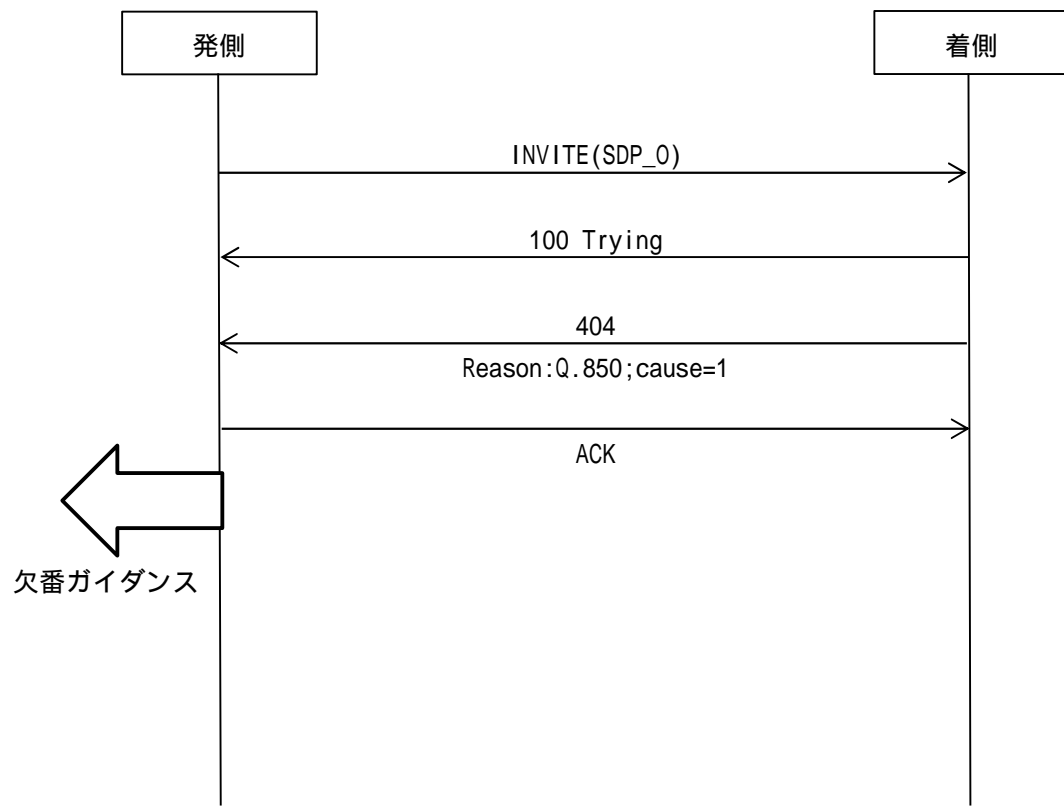 発側
着側
INVITE(SDP_O)
100 Trying
404
Reason:Q.850;cause=1
ACK
欠番ガイダンス